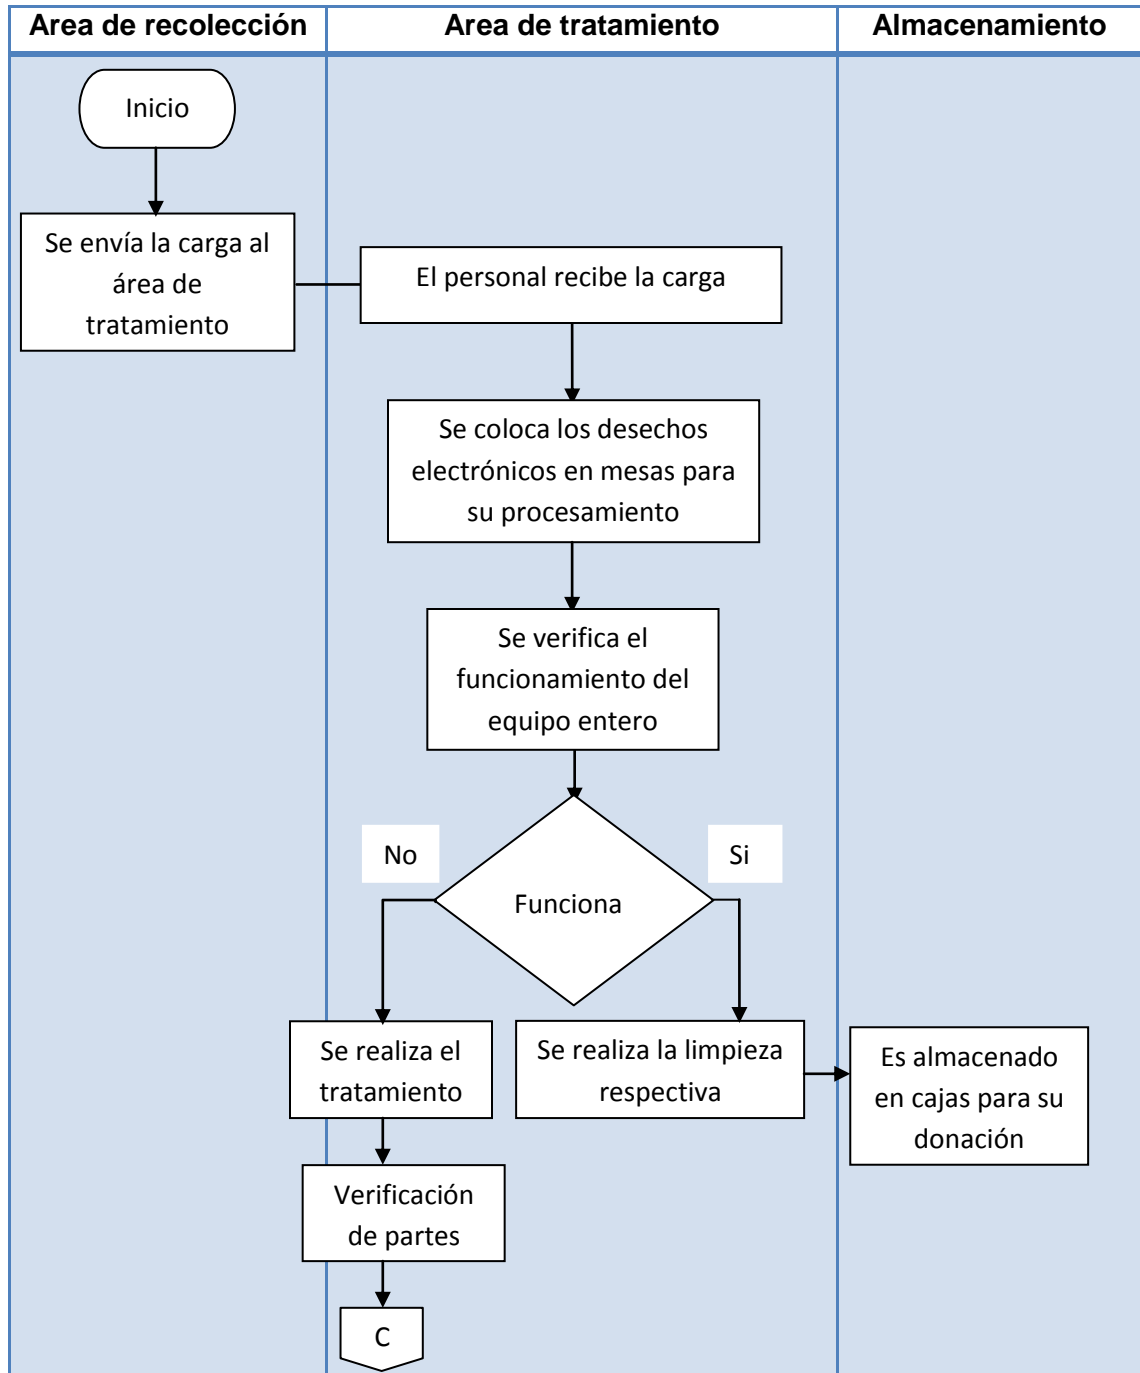 Area de recolección
Area de tratamiento
Almacenamiento
Inicio
Se envía la carga al
área de
tratamiento
El personal recibe la carga
Se coloca los desechos
electrónicos en mesas para
su procesamiento
Se verifica el
funcionamiento del
equipo entero
No
Si
Funciona
Se realiza el
tratamiento
Se realiza la limpieza
respectiva
Es almacenado
en cajas para su
donación
Verificación
de partes
C